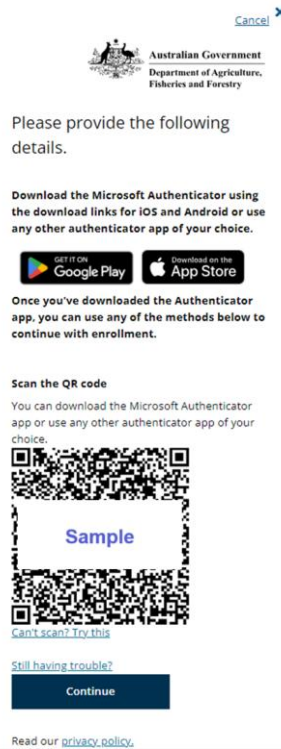 Cancel
Australian Government
Department of Agriculture,
Fisheries and Forestry
Please provide the following
details.
Download the Microsoft Authenticator using
the download links for iOS and Android or use
any other authenticator app of your choice.
GET IT ON
Google Play
Download on the
App Store
Once you've downloaded the Authenticator
app, you can use any of the methods below to
continue with enrollment.
Scan the QR code
You can download the Microsoft Authenticator
app or use any other authenticator app of your
choice.
Sample
Can't scan? Try this
Still having trouble?
Continue
Read our privacy policy.